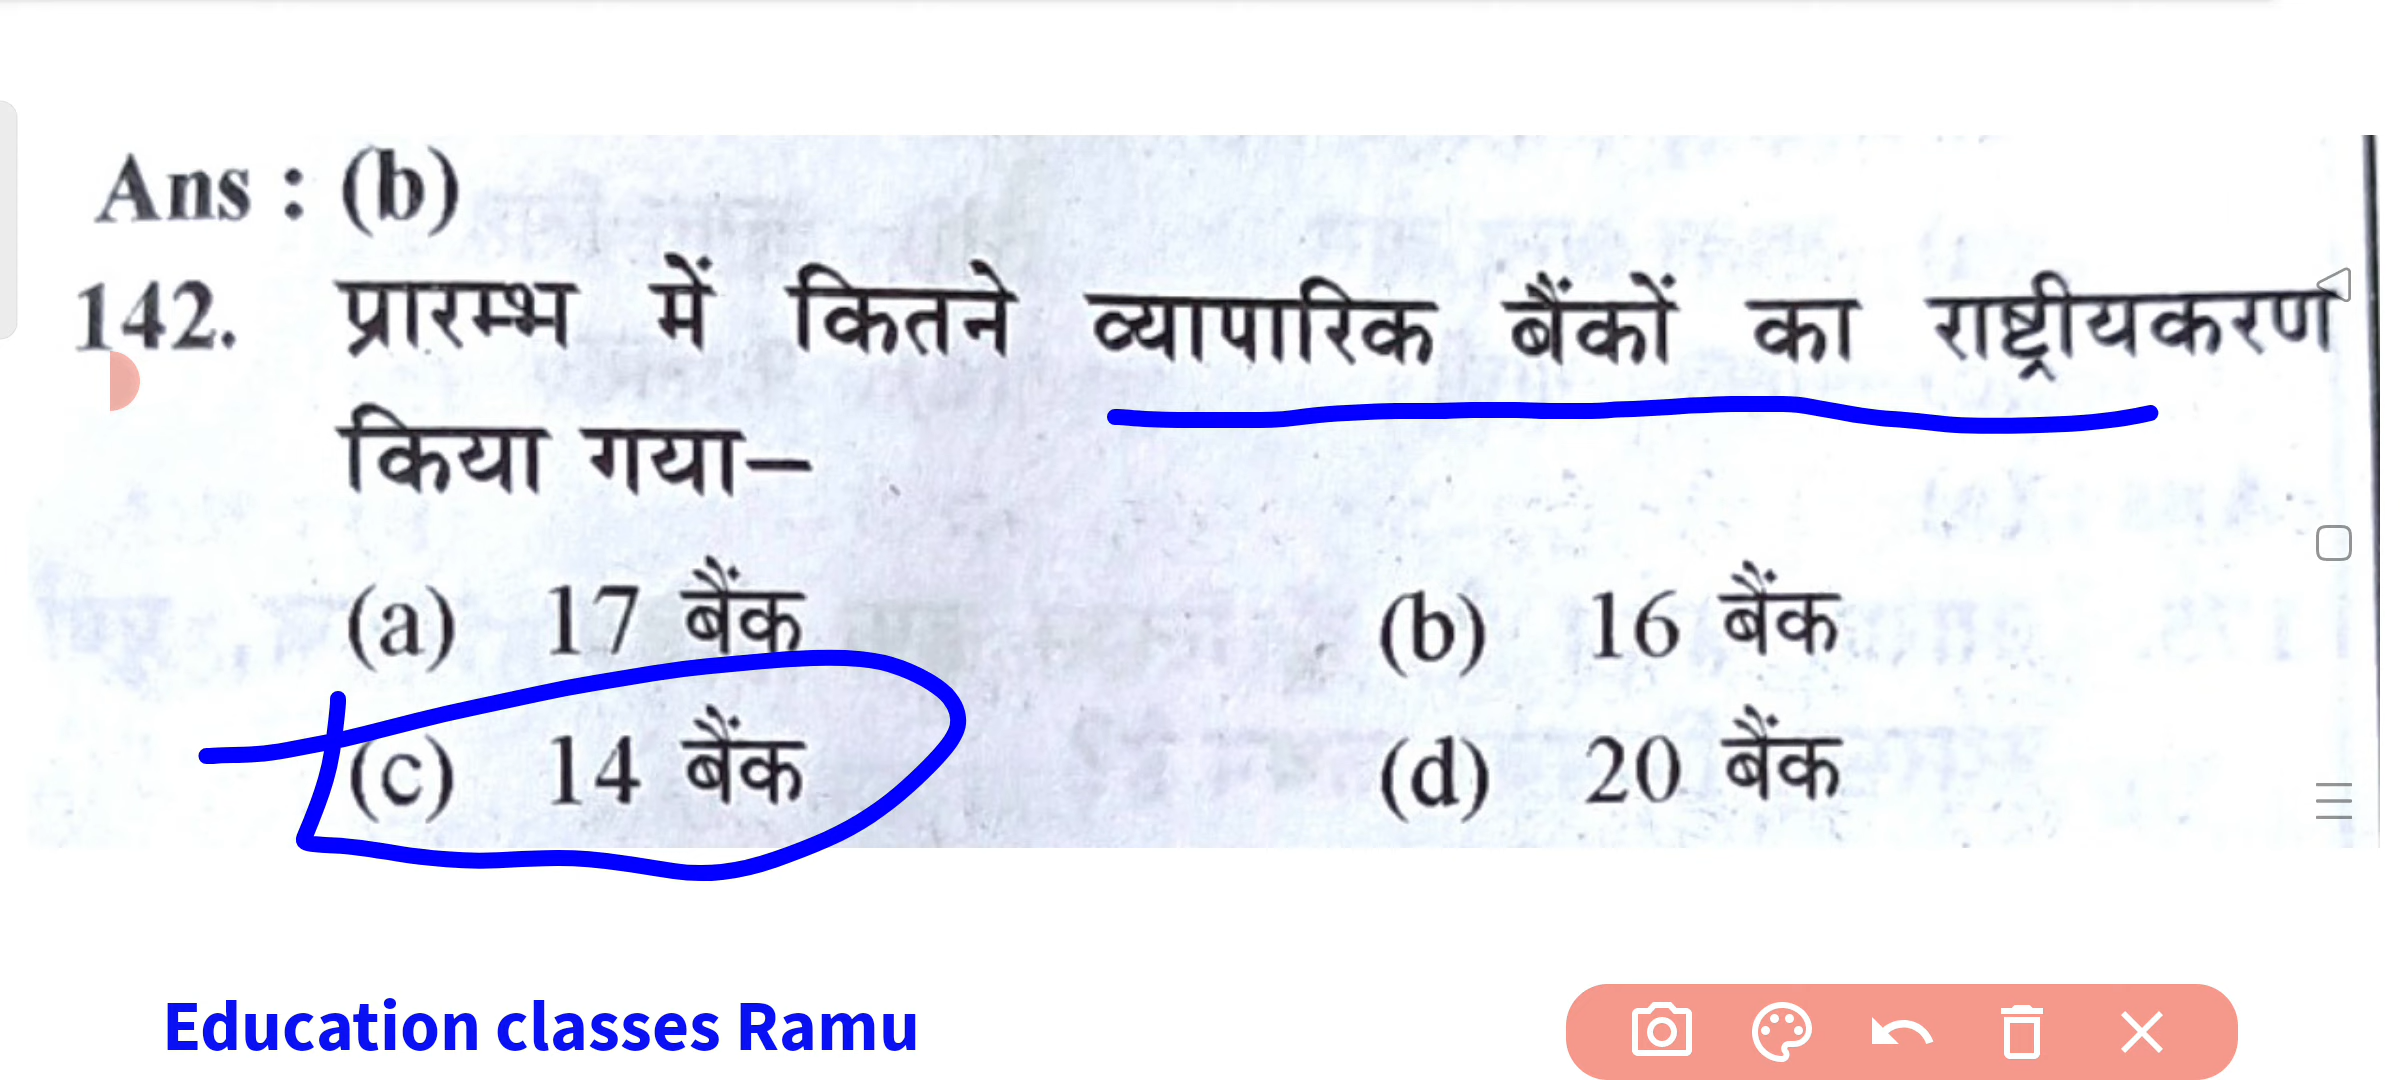 Ans : (b)
142. प्रारम्भ में कितने व्यापारिक बैंकों का राष्ट्रीयकरण
किया गया–
(a) 17 बैंक (b) 16 बैंक
(c) 14 बैंक (d) 20 बैंक
Education classes Ramu